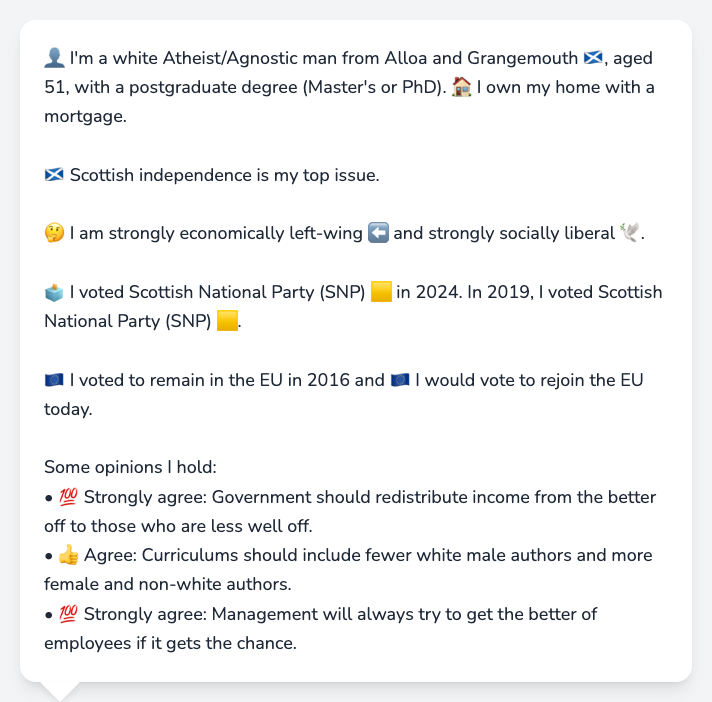 👤 I'm a white Atheist/Agnostic man from Alloa and Grangemouth 🏴󠁧󠁢󠁳󠁣󠁴󠁿, aged
51, with a postgraduate degree (Master's or PhD). 🏠 I own my home with a
mortgage.
🏴󠁧󠁢󠁳󠁣󠁴󠁿 Scottish independence is my top issue.
🤔 I am strongly economically left-wing ⬅️ and strongly socially liberal 🕊️.
🗳️ I voted Scottish National Party (SNP) 🟨 in 2024. In 2019, I voted Scottish
National Party (SNP) 🟨.
🇪🇺 I voted to remain in the EU in 2016 and 🇪🇺 I would vote to rejoin the EU
today.
Some opinions I hold:
• 💯 Strongly agree: Government should redistribute income from the better
off to those who are less well off.
• 👍 Agree: Curriculums should include fewer white male authors and more
female and non-white authors.
• 💯 Strongly agree: Management will always try to get the better of
employees if it gets the chance.